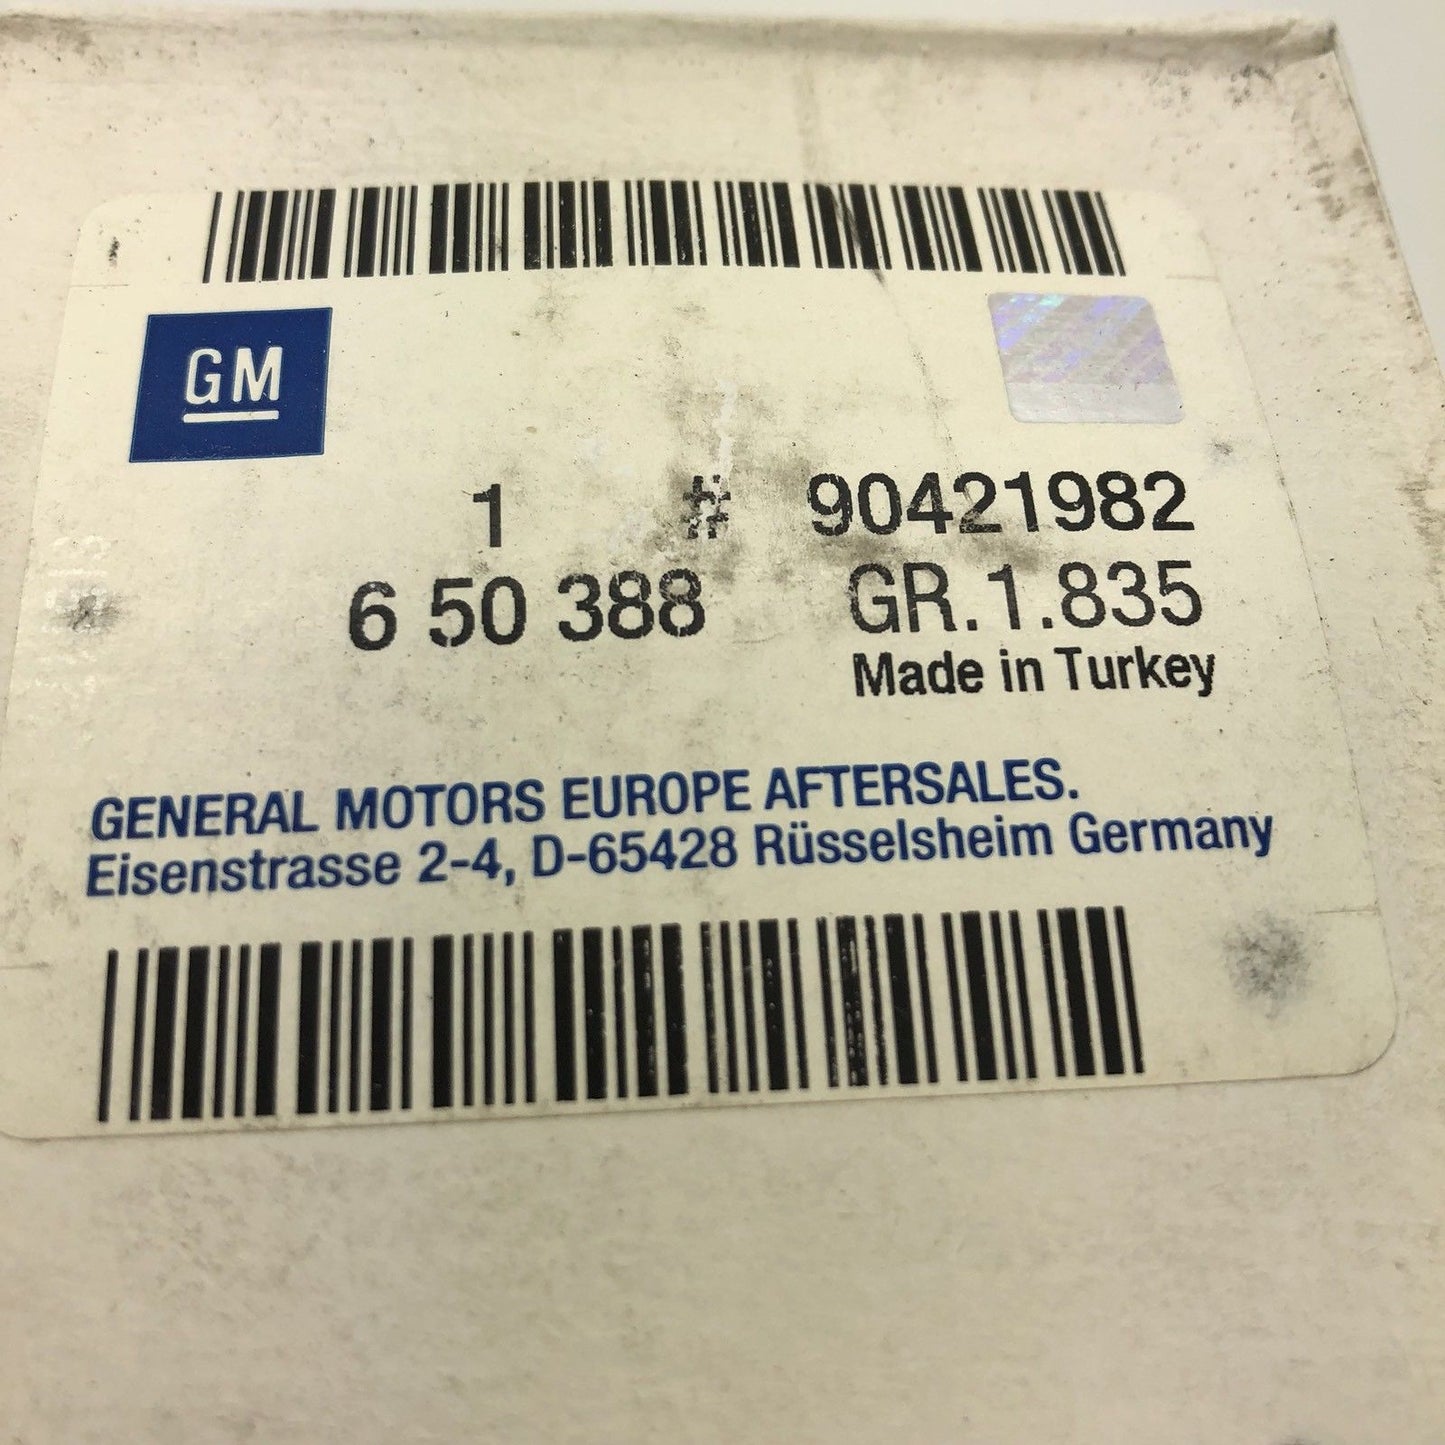 GM
1 # 90421982
6 50 388 GR.1.835
Made in Turkey
GENERAL MOTORS EUROPE AFTERSALES.
Eisenstrasse 2-4, D-65428 Rüsselsheim Germany